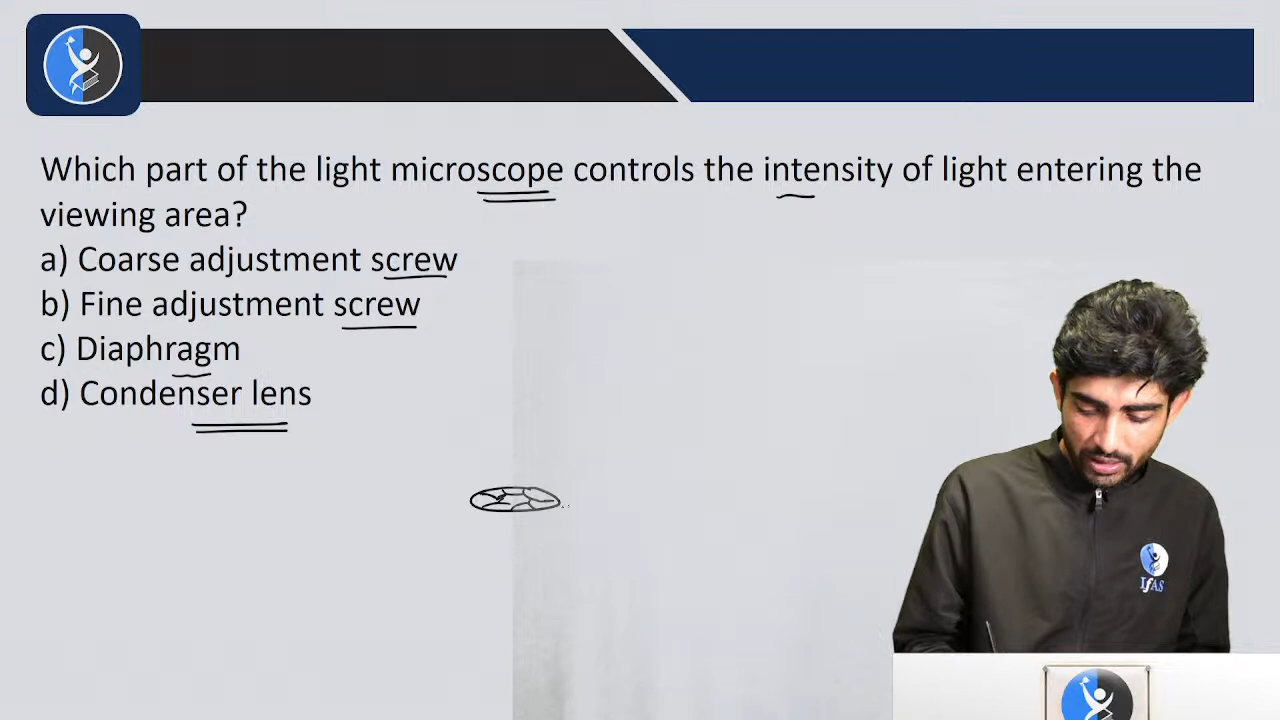 Which part of the light microscope controls the intensity of light entering the
viewing area?
a) Coarse adjustment screw
b) Fine adjustment screw
c) Diaphragm
d) Condenser lens
IfAS